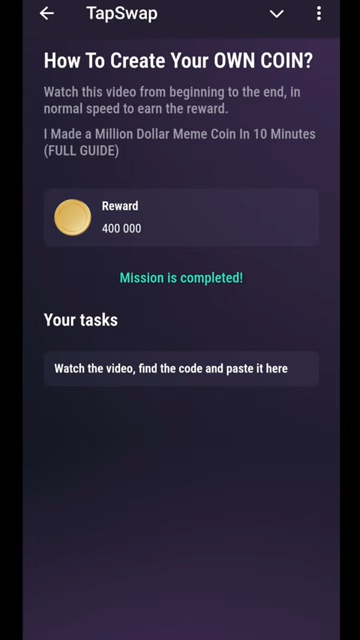 TapSwap
How To Create Your OWN COIN?
Watch this video from beginning to the end, in
normal speed to earn the reward.
I Made a Million Dollar Meme Coin In 10 Minutes
(FULL GUIDE)
Reward
400 000
Mission is completed!
Your tasks
Watch the video, find the code and paste it here